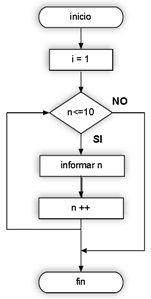 inicio
i = 1
n<=10
NO
SI
informar n
n ++
fin